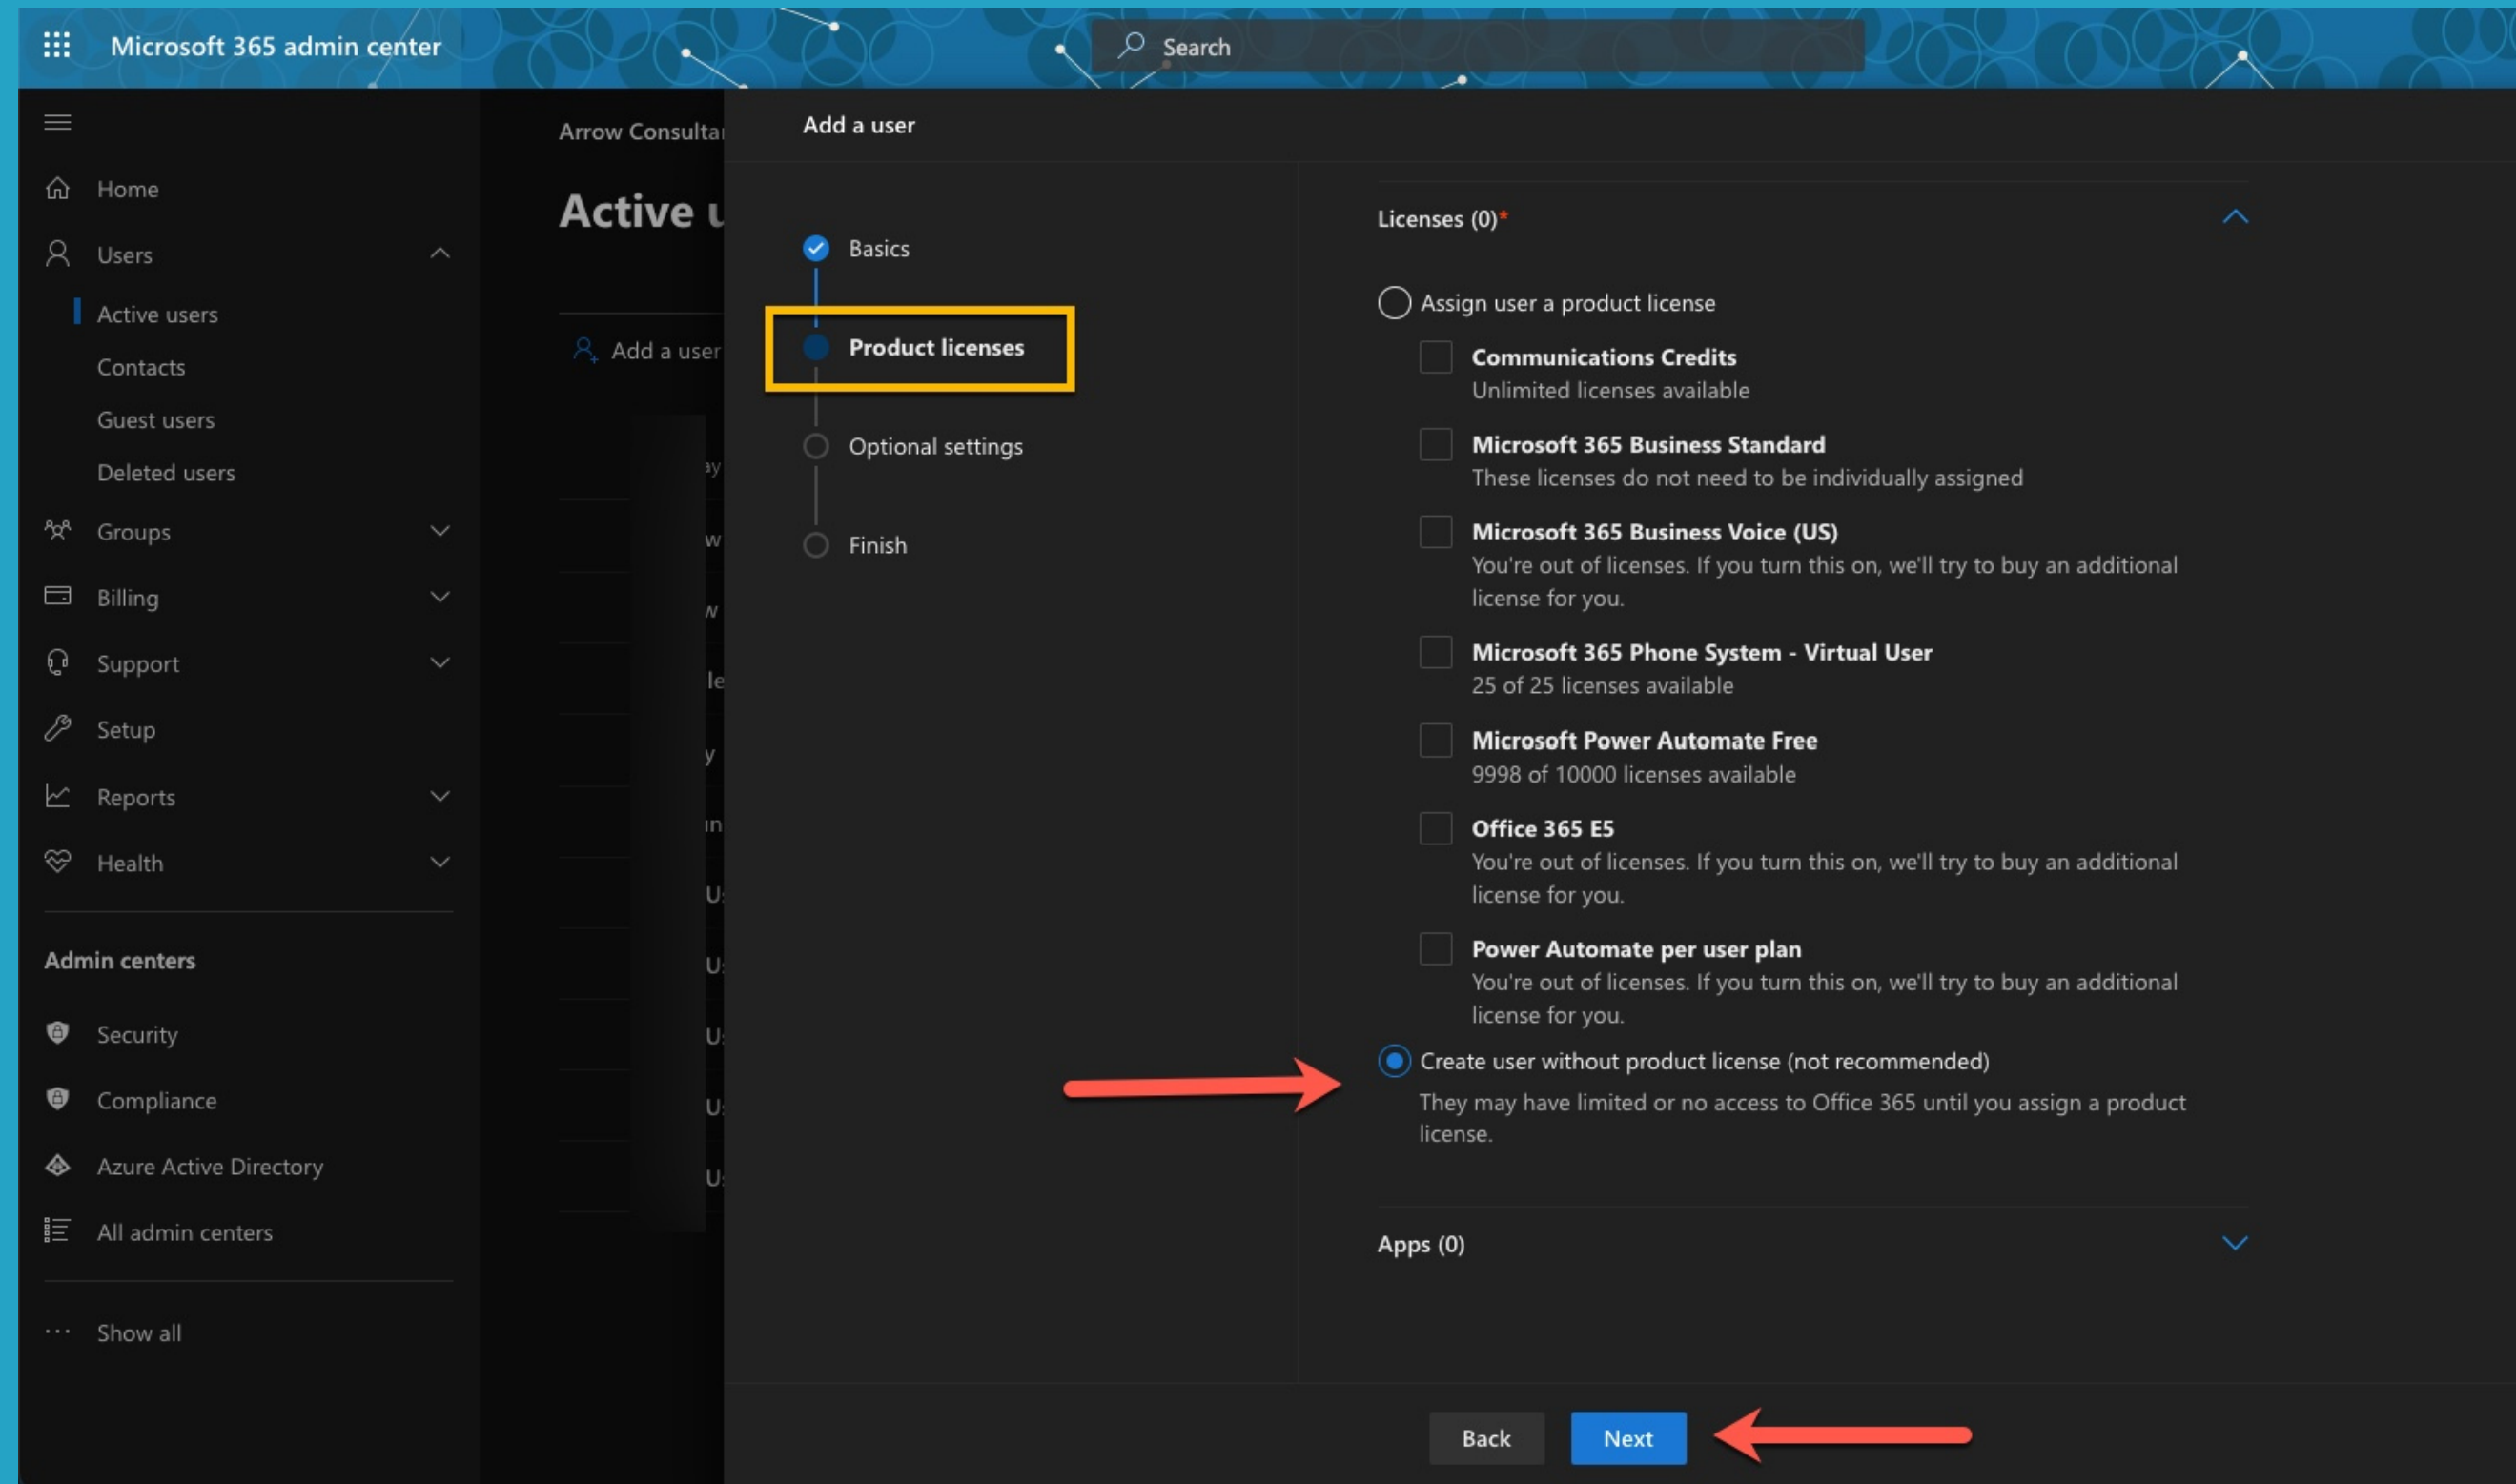 Microsoft 365 admin center
Search
Home
Users
Active users
Contacts
Guest users
Deleted users
Groups
Billing
Support
Setup
Reports
Health
Admin centers
Security
Compliance
Azure Active Directory
All admin centers
Show all
Arrow
Active
Add a user
Add a user
Basics
Product licenses
Optional settings
Finish
Licenses (0)*
Assign user a product license
Communications Credits
Unlimited licenses available
Microsoft 365 Business Standard
These licenses do not need to be individually assigned
Microsoft 365 Business Voice (US)
You're out of licenses. If you turn this on, we'll try to buy an additional
license for you.
Microsoft 365 Phone System - Virtual User
25 of 25 licenses available
Microsoft Power Automate Free
9998 of 10000 licenses available
Office 365 E5
You're out of licenses. If you turn this on, we'll try to buy an additional
license for you.
Power Automate per user plan
You're out of licenses. If you turn this on, we'll try to buy an additional
license for you.
Create user without product license (not recommended)
They may have limited or no access to Office 365 until you assign a product
license.
Apps (0)
Back
Next